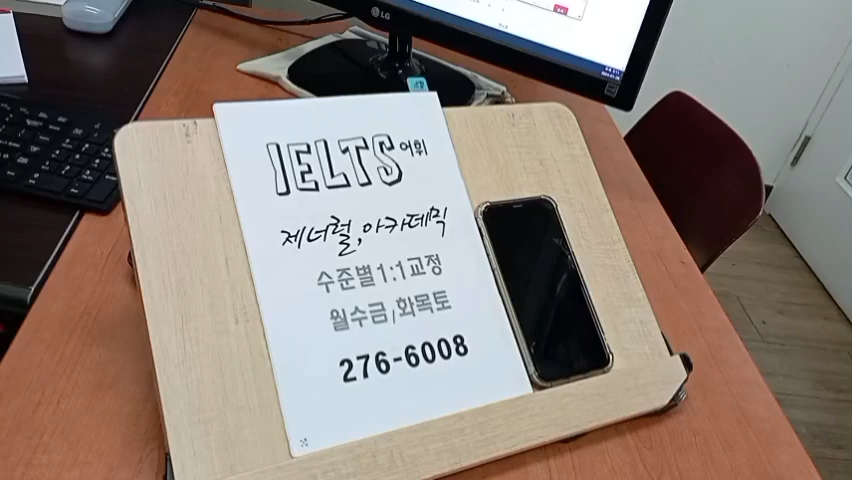 LG
IELTS 어휘
제너럴, 아카데믹
수준별 1:1 교정
월수금/화목토
276-6008